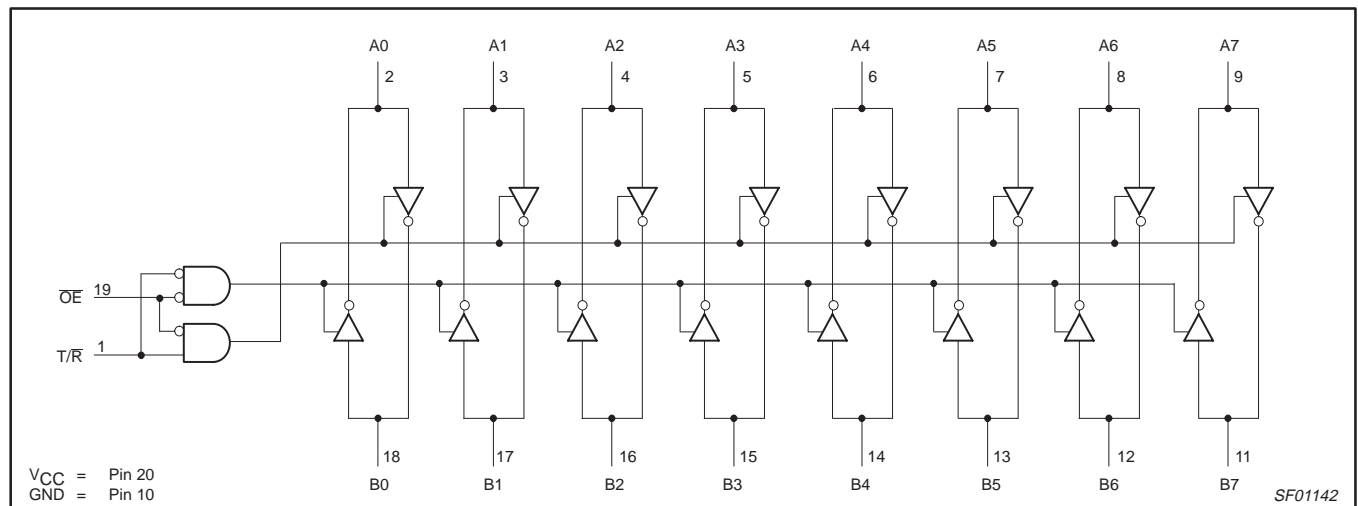 A0 A1 A2 A3 A4 A5 A6 A7
2 3 4 5 6 7 8 9
O̅E̅ 19
T/R̅ 1
18 17 16 15 14 13 12 11
B0 B1 B2 B3 B4 B5 B6 B7
VCC = Pin 20
GND = Pin 10
SF01142